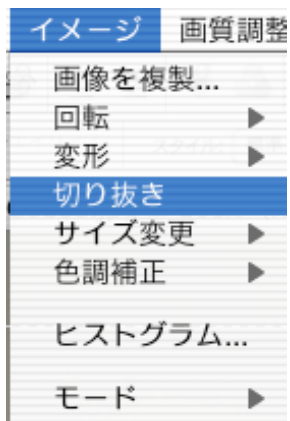 イメージ 画質調整
画像を複製...
回転
変形
切り抜き
サイズ変更
色調補正
ヒストグラム...
モード